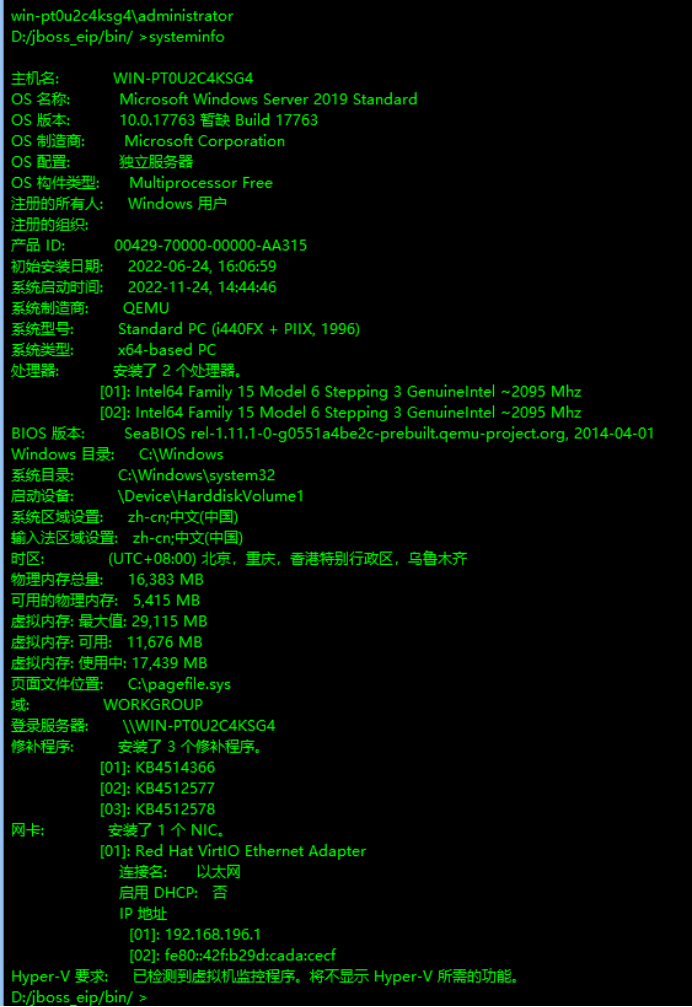 win-pt0u2c4ksg4\administrator
D:/jboss_eip/bin/ >systeminfo
主机名: WIN-PT0U2C4KSG4
OS 名称: Microsoft Windows Server 2019 Standard
OS 版本: 10.0.17763 暂缺 Build 17763
OS 制造商: Microsoft Corporation
OS 配置: 独立服务器
OS 构件类型: Multiprocessor Free
注册的所有人: Windows 用户
注册的组织:
产品 ID: 00429-70000-00000-AA315
初始安装日期: 2022-06-24, 16:06:59
系统启动时间: 2022-11-24, 14:44:46
系统制造商: QEMU
系统型号: Standard PC (i440FX + PIIX, 1996)
系统类型: x64-based PC
处理器: 安装了 2 个处理器。
[01]: Intel64 Family 15 Model 6 Stepping 3 GenuineIntel ~2095 Mhz
[02]: Intel64 Family 15 Model 6 Stepping 3 GenuineIntel ~2095 Mhz
BIOS 版本: SeaBIOS rel-1.11.1-0-g0551a4be2c-prebuilt.qemu-project.org, 2014-04-01
Windows 目录: C:\Windows
系统目录: C:\Windows\system32
启动设备: \Device\HarddiskVolume1
系统区域设置: zh-cn;中文(中国)
输入法区域设置: zh-cn;中文(中国)
时区: (UTC+08:00) 北京，重庆，香港特别行政区，乌鲁木齐
物理内存总量: 16,383 MB
可用的物理内存: 5,415 MB
虚拟内存: 最大值: 29,115 MB
虚拟内存: 可用: 11,676 MB
虚拟内存: 使用中: 17,439 MB
页面文件位置: C:\pagefile.sys
域: WORKGROUP
登录服务器: \\WIN-PT0U2C4KSG4
修补程序: 安装了 3 个修补程序。
[01]: KB4514366
[02]: KB4512577
[03]: KB4512578
网卡: 安装了 1 个 NIC。
[01]: Red Hat VirtIO Ethernet Adapter
连接名: 以太网
启用 DHCP: 否
IP 地址
[01]: 192.168.196.1
[02]: fe80::42f:b29d:cada:cecf
Hyper-V 要求: 已检测到虚拟机监控程序。将不显示 Hyper-V 所需的功能。
D:/jboss_eip/bin/ >